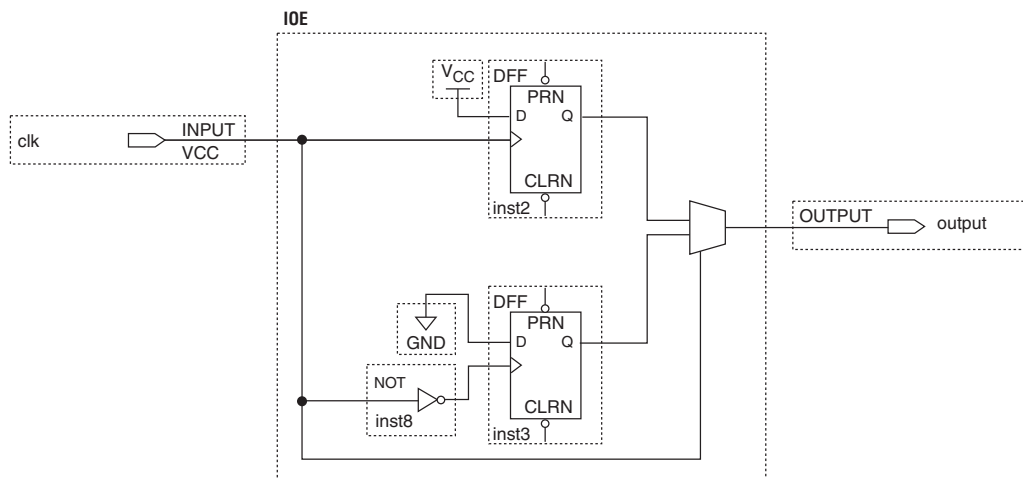 IOE
VCC
DFF
PRN
D
Q
clk
INPUT
VCC
CLRN
inst2
OUTPUT
output
DFF
PRN
GND
D
Q
NOT
inst8
CLRN
inst3